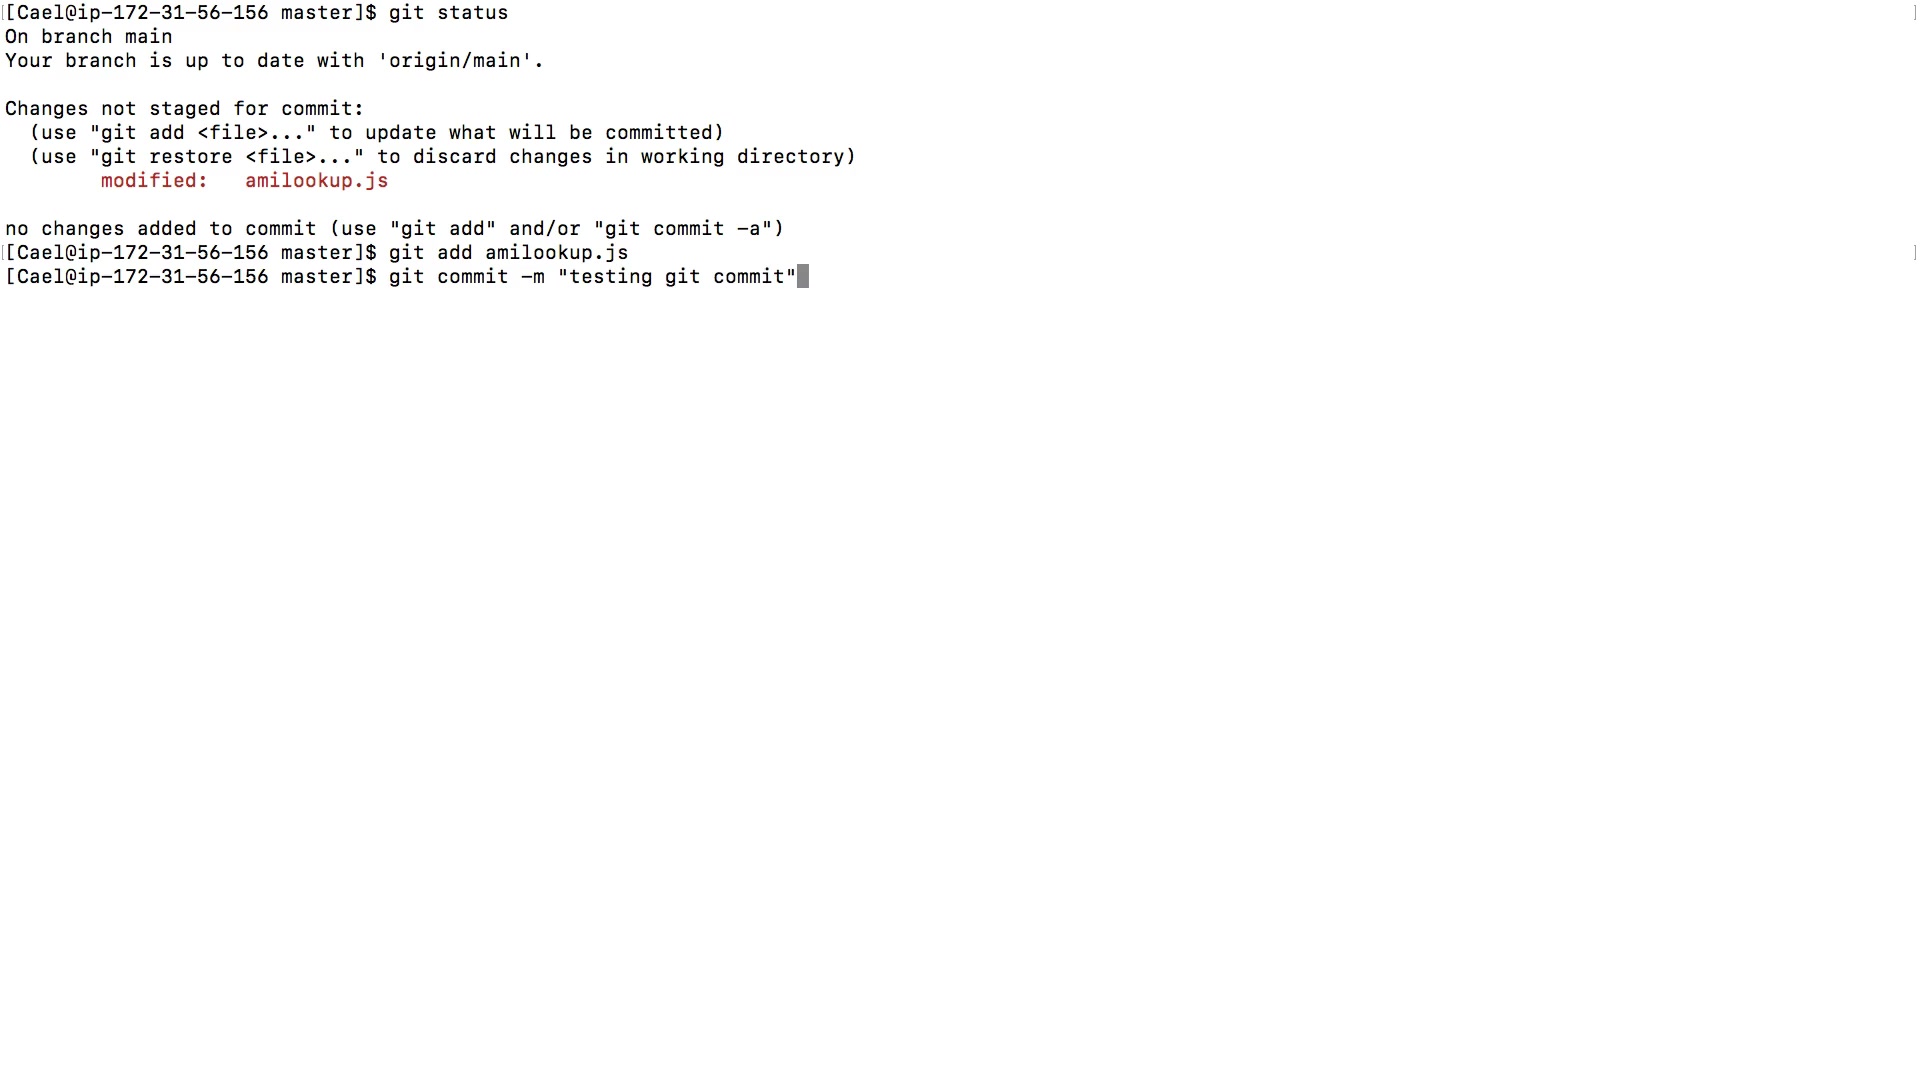 [Cael@ip-172-31-56-156 master]$ git status
On branch main
Your branch is up to date with 'origin/main'.

Changes not staged for commit:
  (use "git add <file>..." to update what will be committed)
  (use "git restore <file>..." to discard changes in working directory)
        modified:   amilookup.js

no changes added to commit (use "git add" and/or "git commit -a")
[Cael@ip-172-31-56-156 master]$ git add amilookup.js
[Cael@ip-172-31-56-156 master]$ git commit -m "testing git commit"